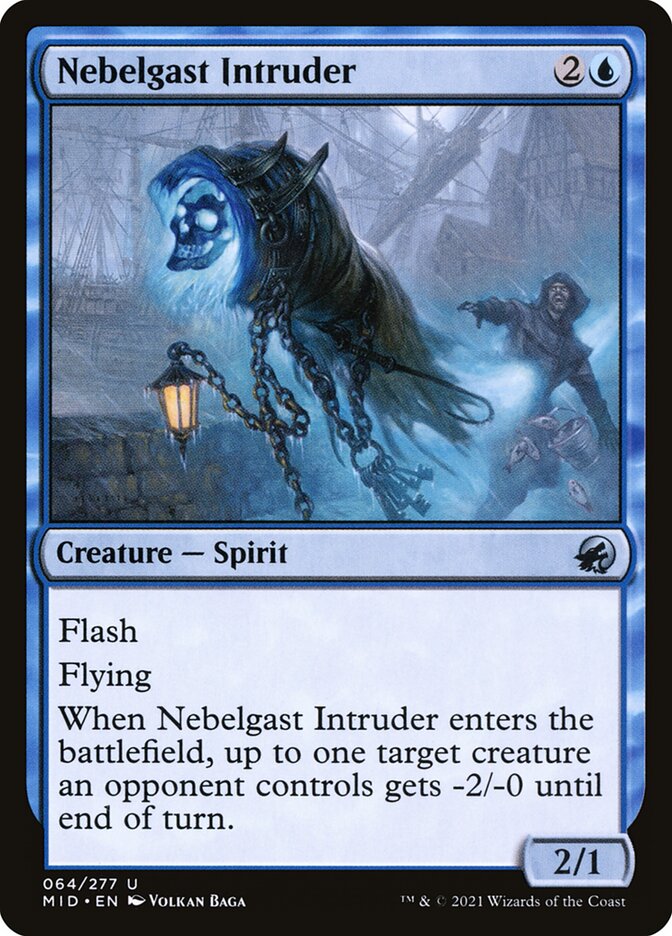 Nebelgast Intruder 2
Creature — Spirit
Flash
Flying
When Nebelgast Intruder enters the
battlefield, up to one target creature
an opponent controls gets -2/-0 until
end of turn.
2/1
064/277 U
MID • EN Volkan Baga
™ & © 2021 Wizards of the Coast